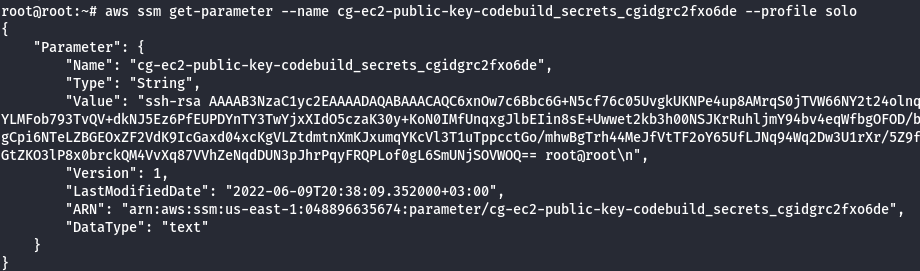 root@root:~# aws ssm get-parameter --name cg-ec2-public-key-codebuild_secrets_cgidgrc2fxo6de --profile solo
{
    "Parameter": {
        "Name": "cg-ec2-public-key-codebuild_secrets_cgidgrc2fxo6de",
        "Type": "String",
        "Value": "ssh-rsa AAAAB3NzaC1yc2EAAAADAQABAAACAQC6xnOw7c6Bbc6G+N5cf76c05UvgkUKNPe4up8AMrqS0jTVW66NY2t24olnq
YLMFob793TvQV+dkNJ5Ez6PfEUPDYnTY3TwYjxXIdO5czaK30y+KoN0IMfUnqxgJlbEIin8sE+Uwwet2kb3h00NSJKrRuhljmY94bv4eqWfbgOFOD/b
gCpi6NTeLZBGEOxZF2VdK9IcGaxd04xcKgVLZtdmtnXmKJxumqYKcVl3T1uTppcctGo/mhwBgTrh44MeJfVtTF2oY65UfLJNq94Wq2Dw3U1rXr/5Z9f
GtZKO3lP8x0brckQM4VvXq87VVhZeNqdDUN3pJhrPqyFRQPLof0gL6SmUNjSOVWOQ== root@root\n",
        "Version": 1,
        "LastModifiedDate": "2022-06-09T20:38:09.352000+03:00",
        "ARN": "arn:aws:ssm:us-east-1:048896635674:parameter/cg-ec2-public-key-codebuild_secrets_cgidgrc2fxo6de",
        "DataType": "text"
    }
}